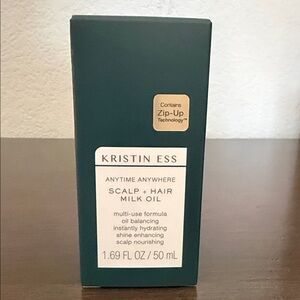 Contains
Zip-Up
Technology™
KRISTIN ESS
ANYTIME ANYWHERE
SCALP + HAIR
MILK OIL
multi-use formula
oil balancing
instantly hydrating
shine enhancing
scalp nourishing
1.69 FL OZ / 50 mL